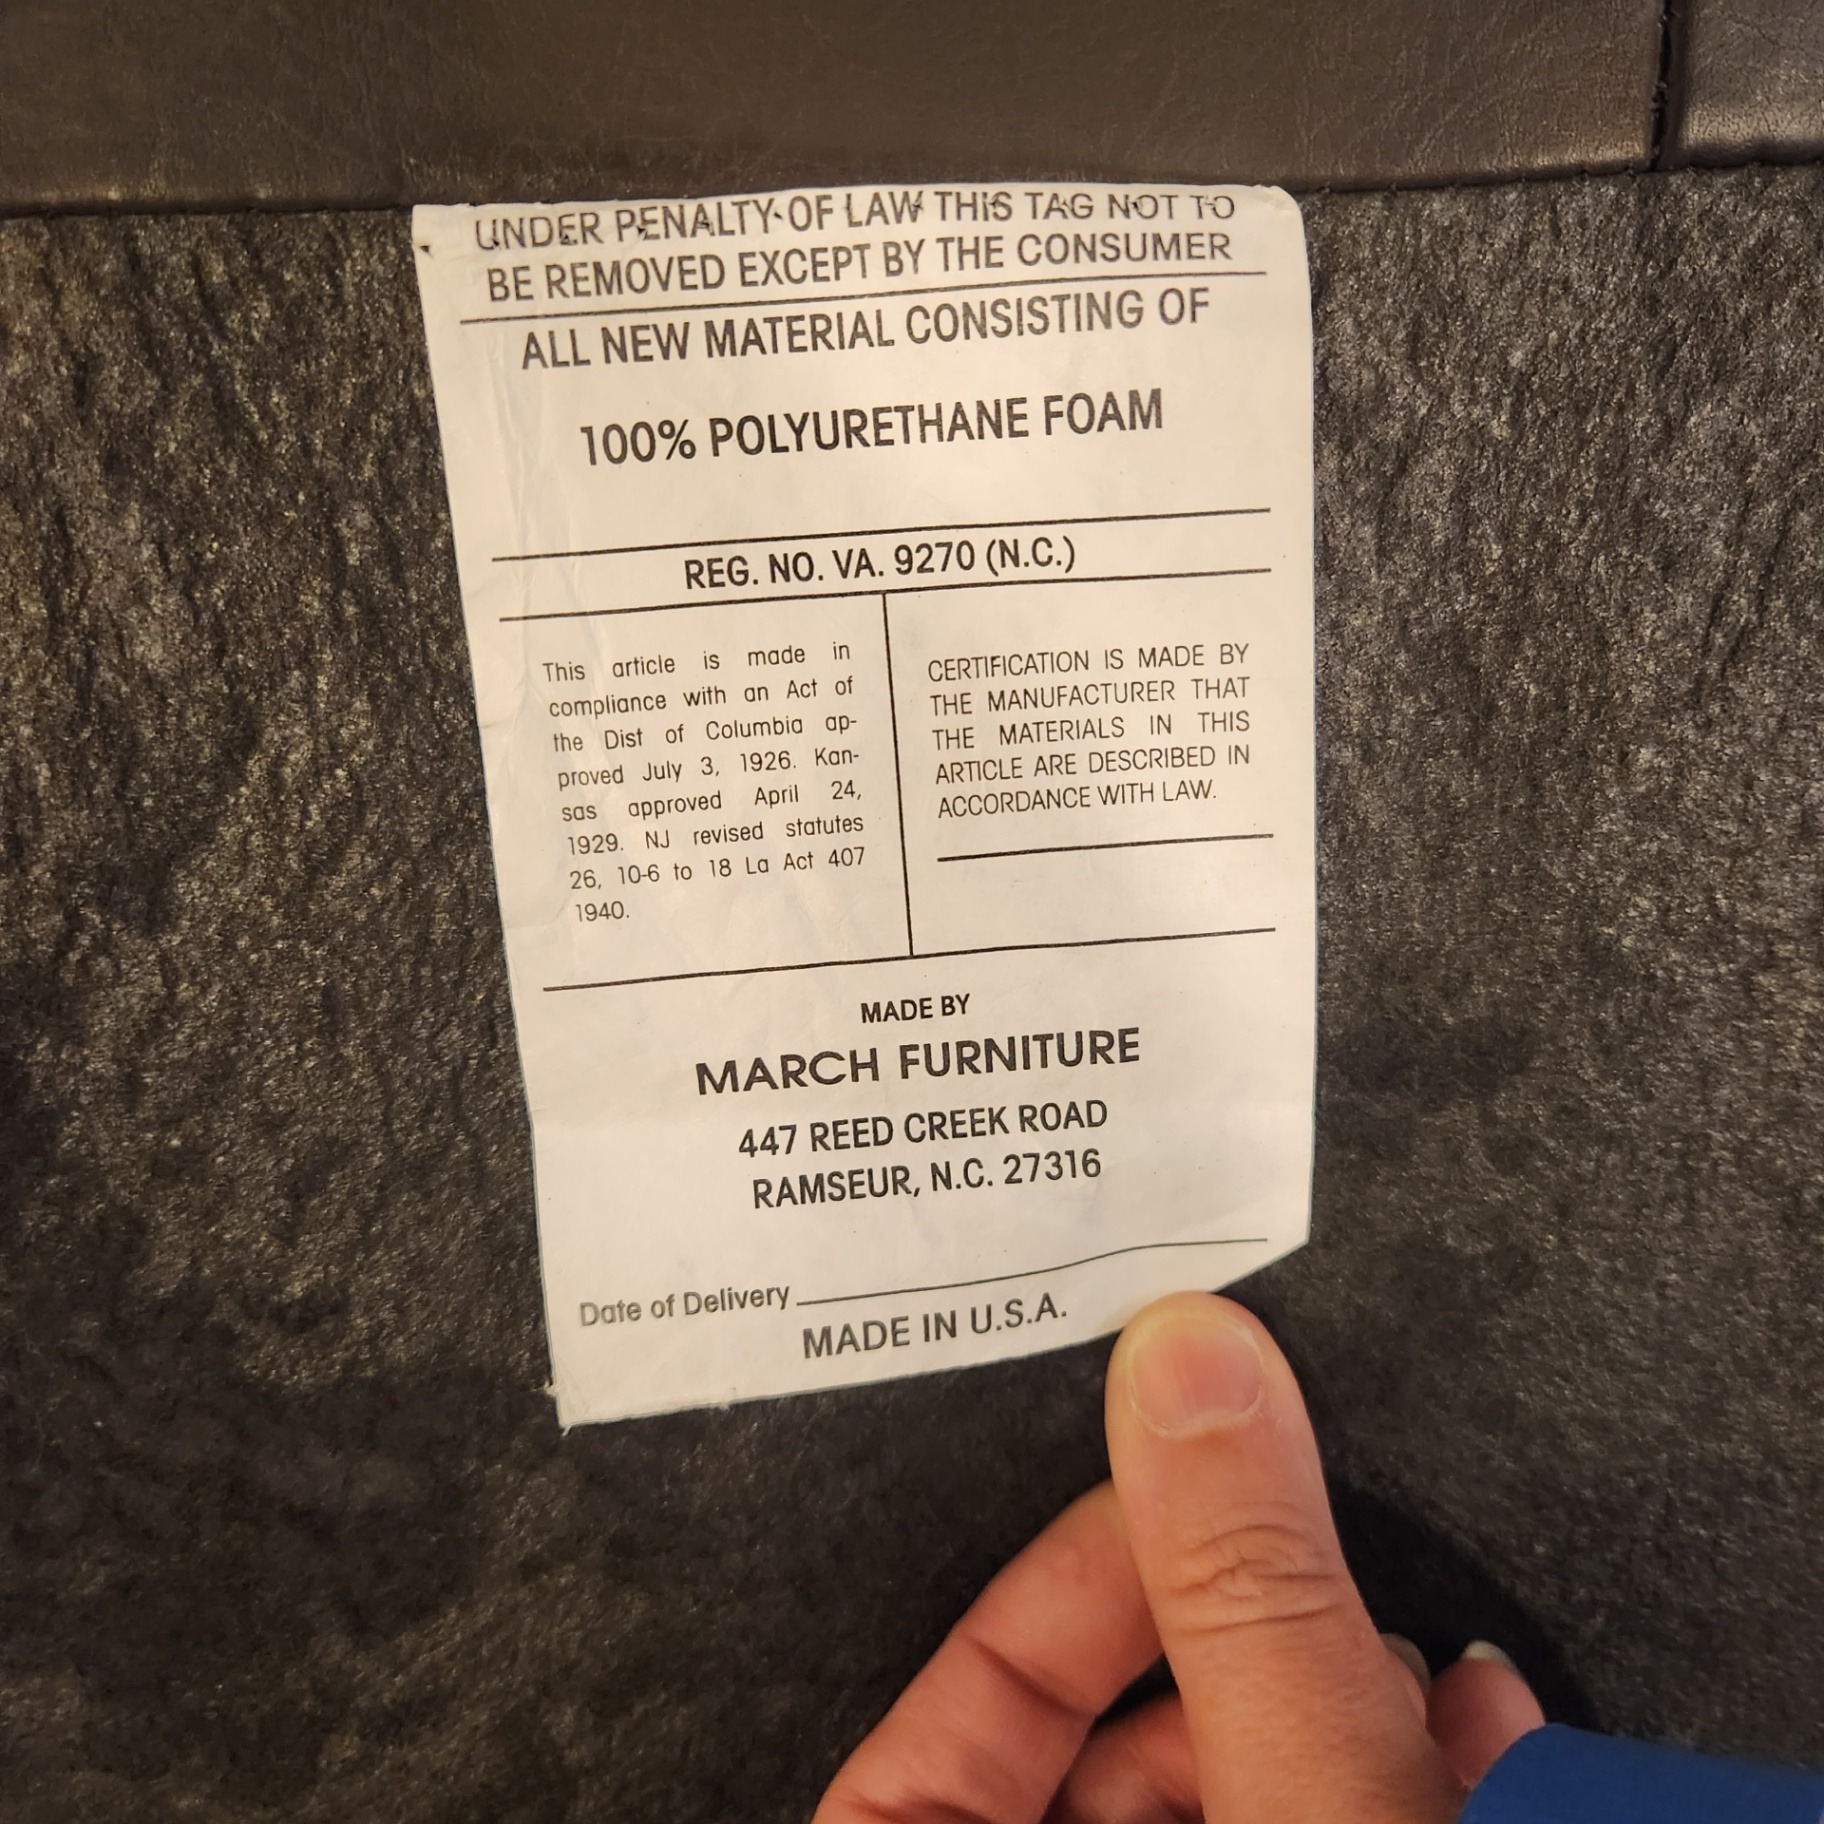 UNDER PENALTY OF LAW THIS TAG NOT TO
BE REMOVED EXCEPT BY THE CONSUMER
ALL NEW MATERIAL CONSISTING OF
100% POLYURETHANE FOAM
REG. NO. VA. 9270 (N.C.)
This article is made in
compliance with an Act of
the Dist of Columbia ap-
proved July 3, 1926. Kan-
sas approved April 24,
1929. NJ revised statutes
26, 10-6 to 18 La Act 407
1940.
CERTIFICATION IS MADE BY
THE MANUFACTURER THAT
THE MATERIALS IN THIS
ARTICLE ARE DESCRIBED IN
ACCORDANCE WITH LAW.
MADE BY
MARCH FURNITURE
447 REED CREEK ROAD
RAMSEUR, N.C. 27316
Date of Delivery
MADE IN U.S.A.